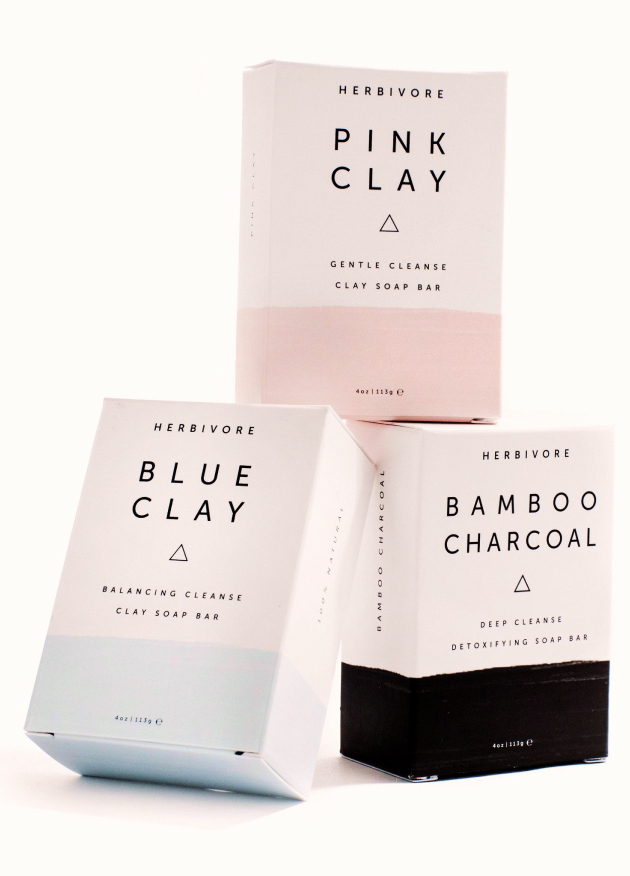 HERBIVORE
PINK
CLAY
GENTLE CLEANSE
CLAY SOAP BAR
4oz | 113g ℮
HERBIVORE
BLUE
CLAY
BALANCING CLEANSE
CLAY SOAP BAR
4oz | 113g ℮
100% NATURAL
BAMBOO CHARCOAL
HERBIVORE
BAMBOO
CHARCOAL
DEEP CLEANSE
DETOXIFYING SOAP BAR
4oz | 113g ℮